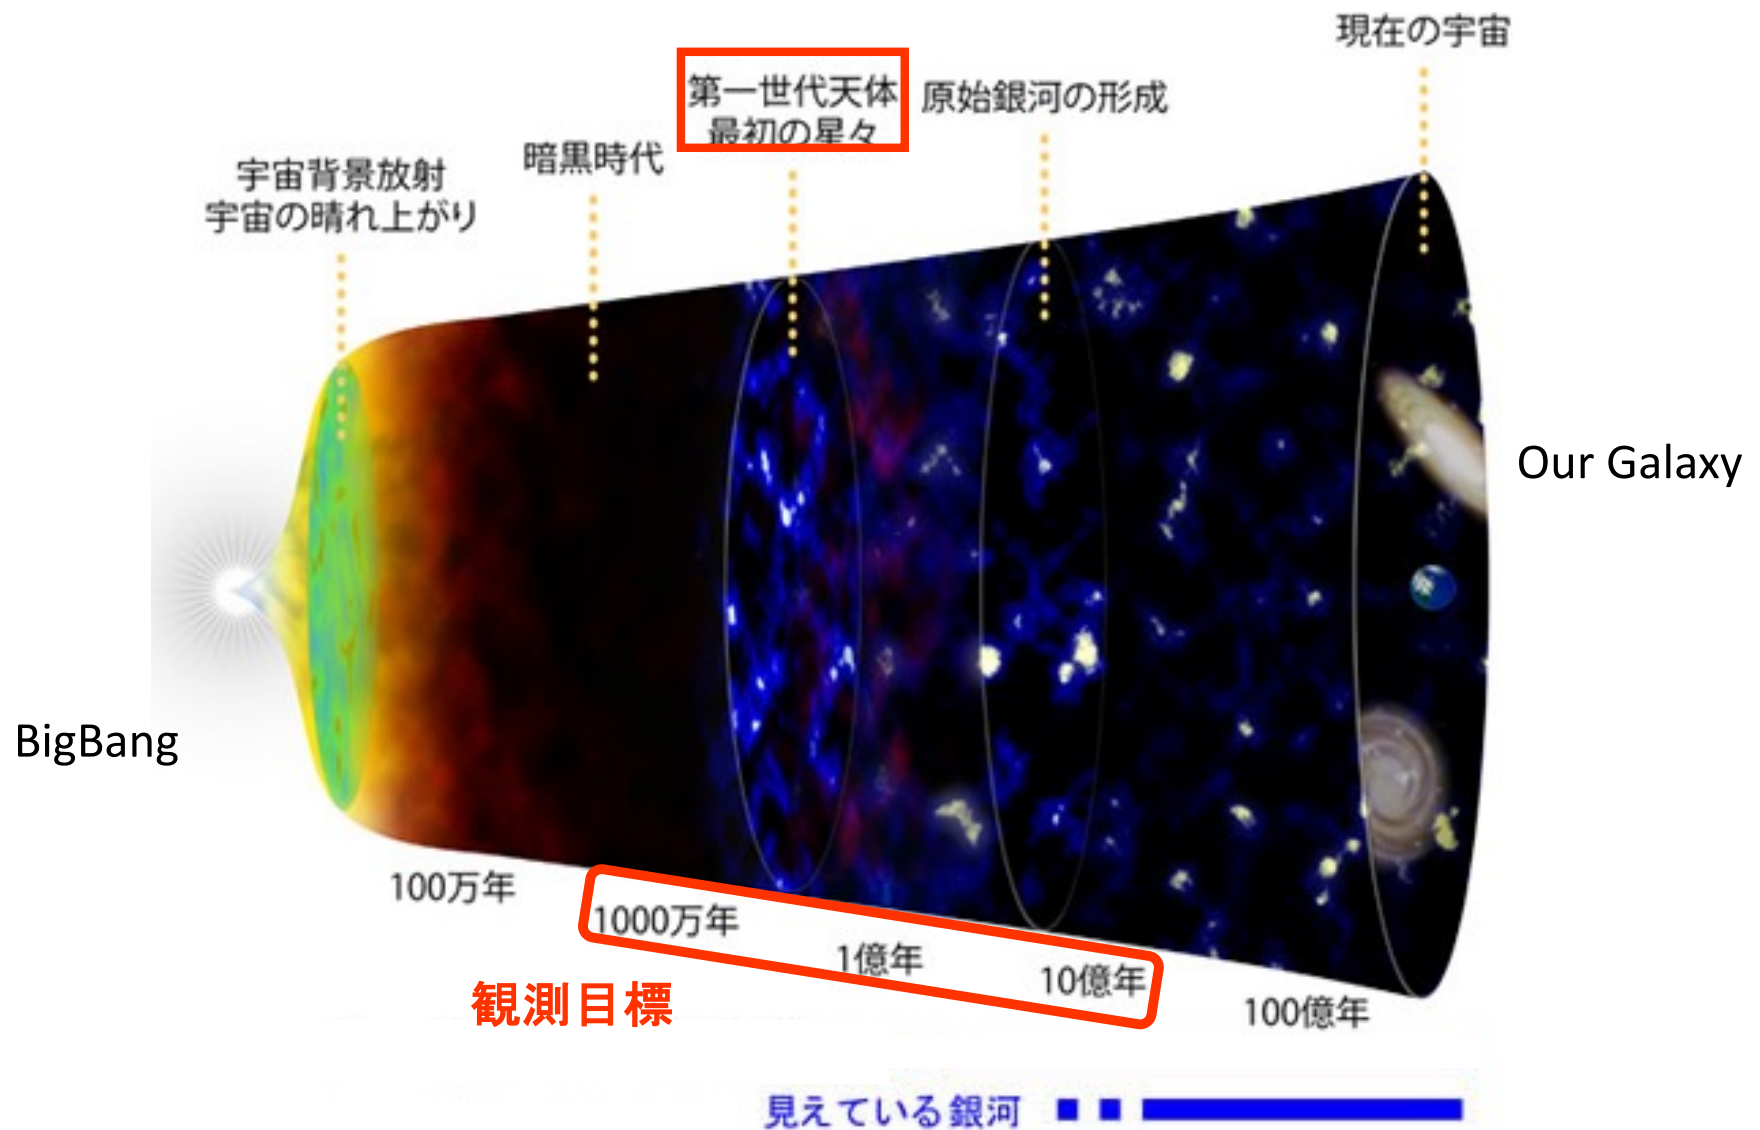 現在の宇宙
第一世代天体
最初の星々
原始銀河の形成
暗黒時代
宇宙背景放射
宇宙の晴れ上がり
Our Galaxy
BigBang
100万年
1000万年
1億年
10億年
100億年
観測目標
見えている銀河